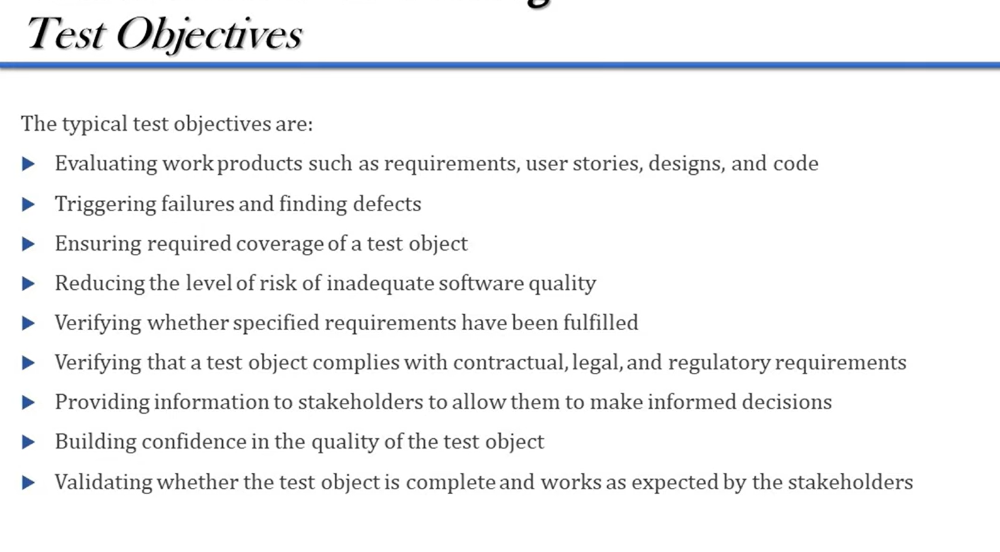 Test Objectives
The typical test objectives are:
Evaluating work products such as requirements, user stories, designs, and code
Triggering failures and finding defects
Ensuring required coverage of a test object
Reducing the level of risk of inadequate software quality
Verifying whether specified requirements have been fulfilled
Verifying that a test object complies with contractual, legal, and regulatory requirements
Providing information to stakeholders to allow them to make informed decisions
Building confidence in the quality of the test object
Validating whether the test object is complete and works as expected by the stakeholders